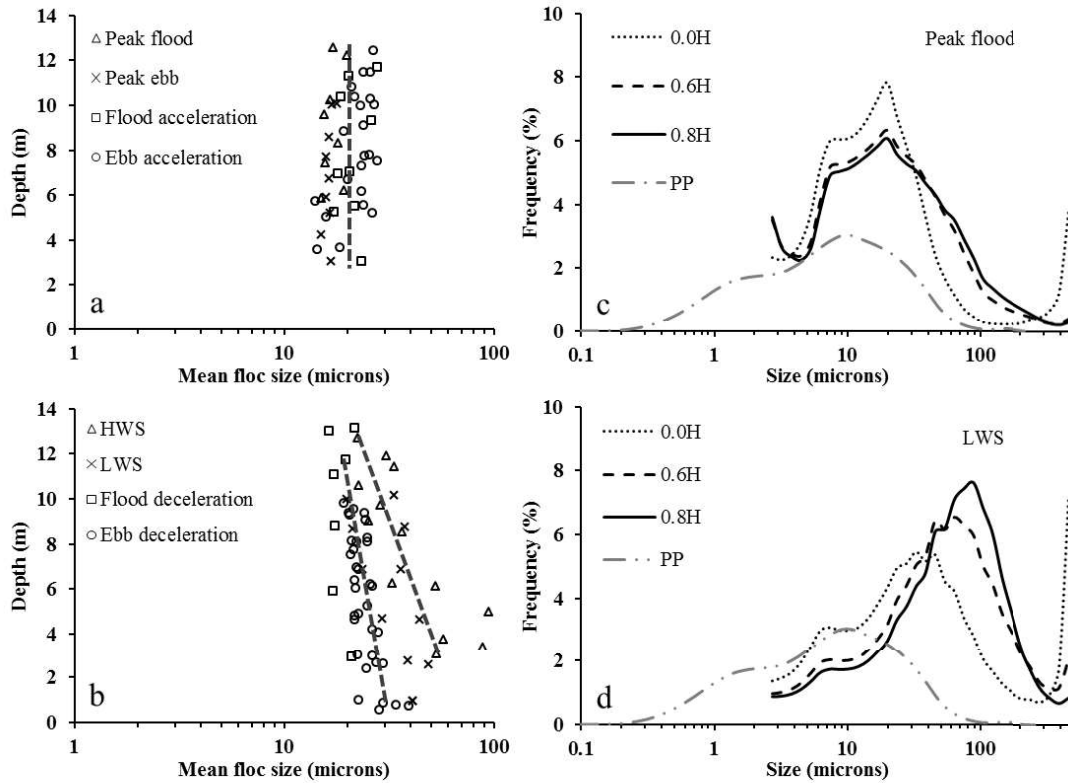 14
12
10
8
6
4
2
0
Depth (m)
Peak flood
Peak ebb
Flood acceleration
Ebb acceleration
a
1
10
100
Mean floc size (microns)
10
8
6
4
2
0
Frequency (%)
0.0H
0.6H
0.8H
PP
Peak flood
c
0.1
1
10
100
Size (microns)
14
12
10
8
6
4
2
0
Depth (m)
HWS
LWS
Flood deceleration
Ebb deceleration
b
1
10
100
Mean floc size (microns)
10
8
6
4
2
0
Frequency (%)
0.0H
0.6H
0.8H
PP
LWS
d
0.1
1
10
100
Size (microns)